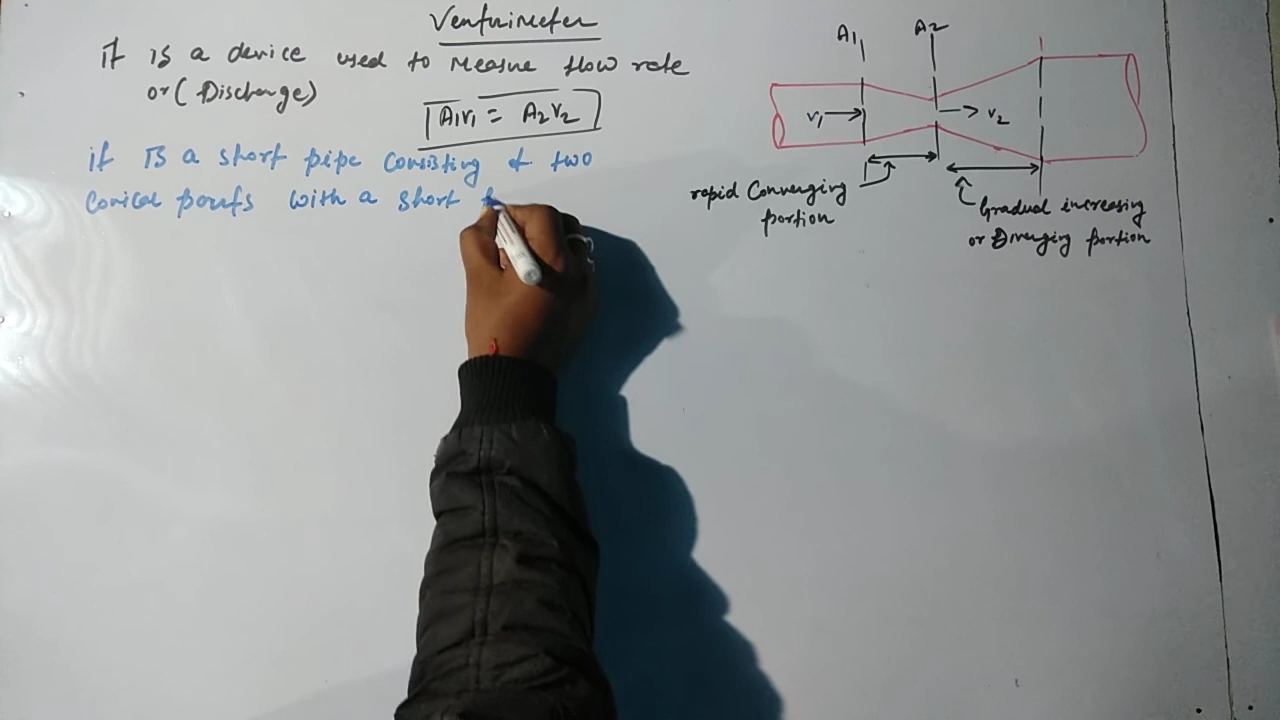 Venturimeter
it is a device used to measure flow rate
or ( Discharge)
A1v1 = A2v2
it is a short pipe consisting of two
conical parts with a short
A1
A2
v1
v2
rapid Converging
portion
Gradual increasing
or Diverging portion